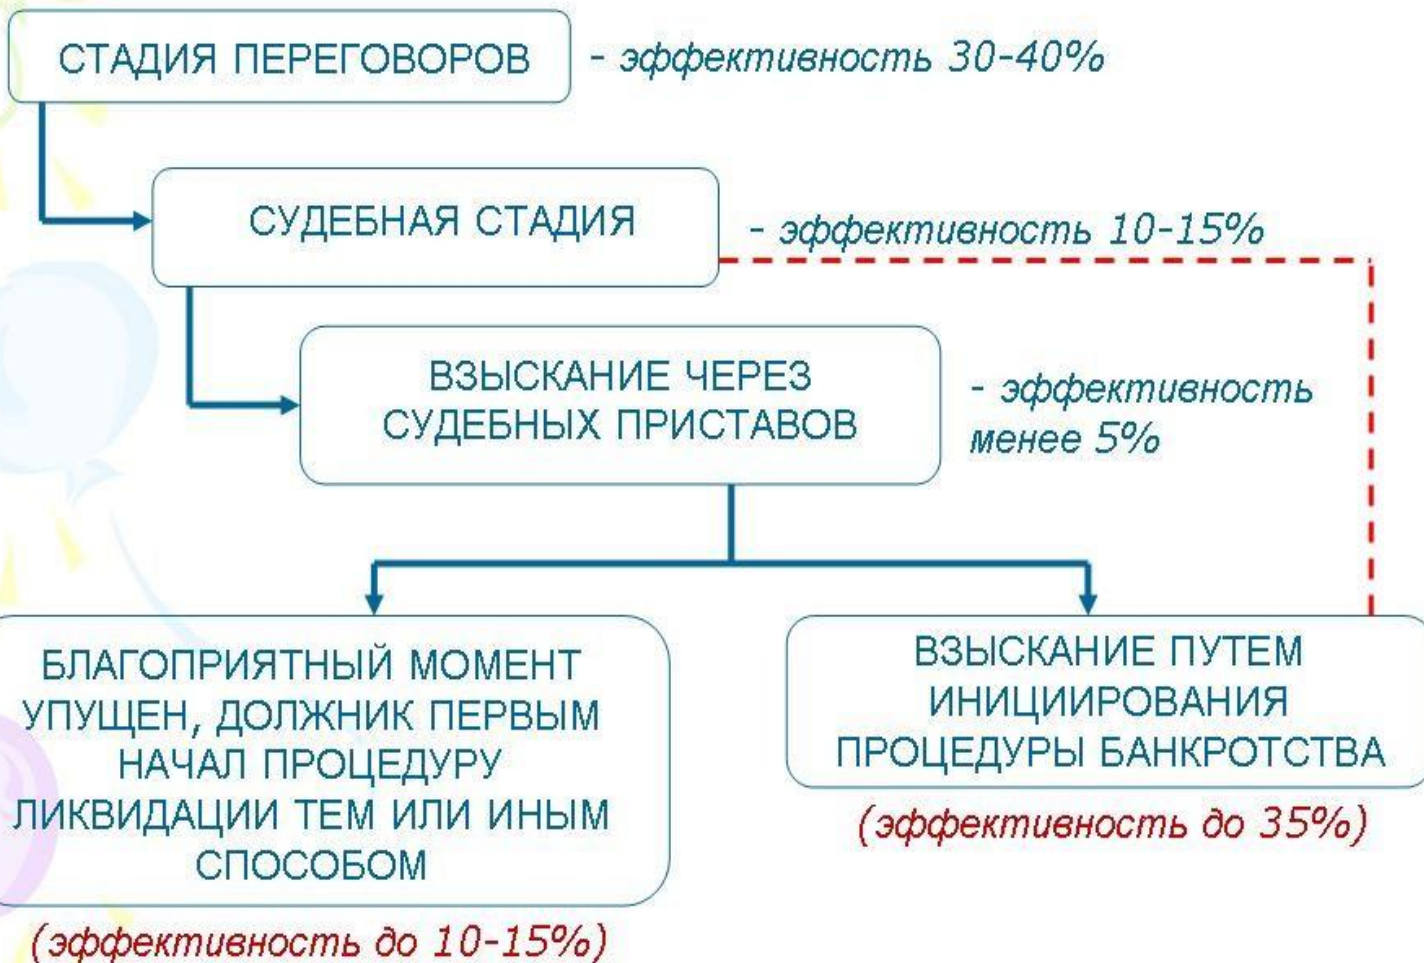 СТАДИЯ ПЕРЕГОВОРОВ
- эффективность 30-40%
СУДЕБНАЯ СТАДИЯ
- эффективность 10-15%
ВЗЫСКАНИЕ ЧЕРЕЗ
СУДЕБНЫХ ПРИСТАВОВ
- эффективность
менее 5%
БЛАГОПРИЯТНЫЙ МОМЕНТ
УПУЩЕН, ДОЛЖНИК ПЕРВЫМ
НАЧАЛ ПРОЦЕДУРУ
ЛИКВИДАЦИИ ТЕМ ИЛИ ИНЫМ
СПОСОБОМ
(эффективность до 10-15%)
ВЗЫСКАНИЕ ПУТЕМ
ИНИЦИИРОВАНИЯ
ПРОЦЕДУРЫ БАНКРОТСТВА
(эффективность до 35%)